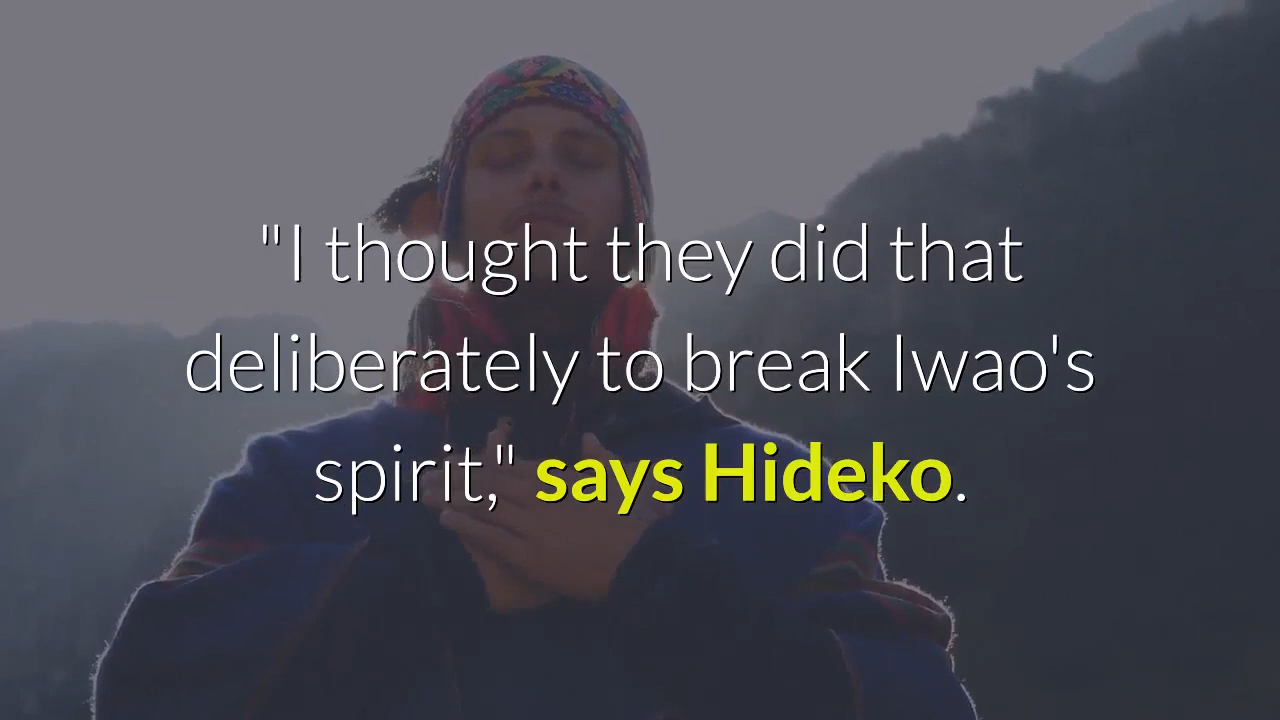 "I thought they did that
deliberately to break Iwao's
spirit," says Hideko.